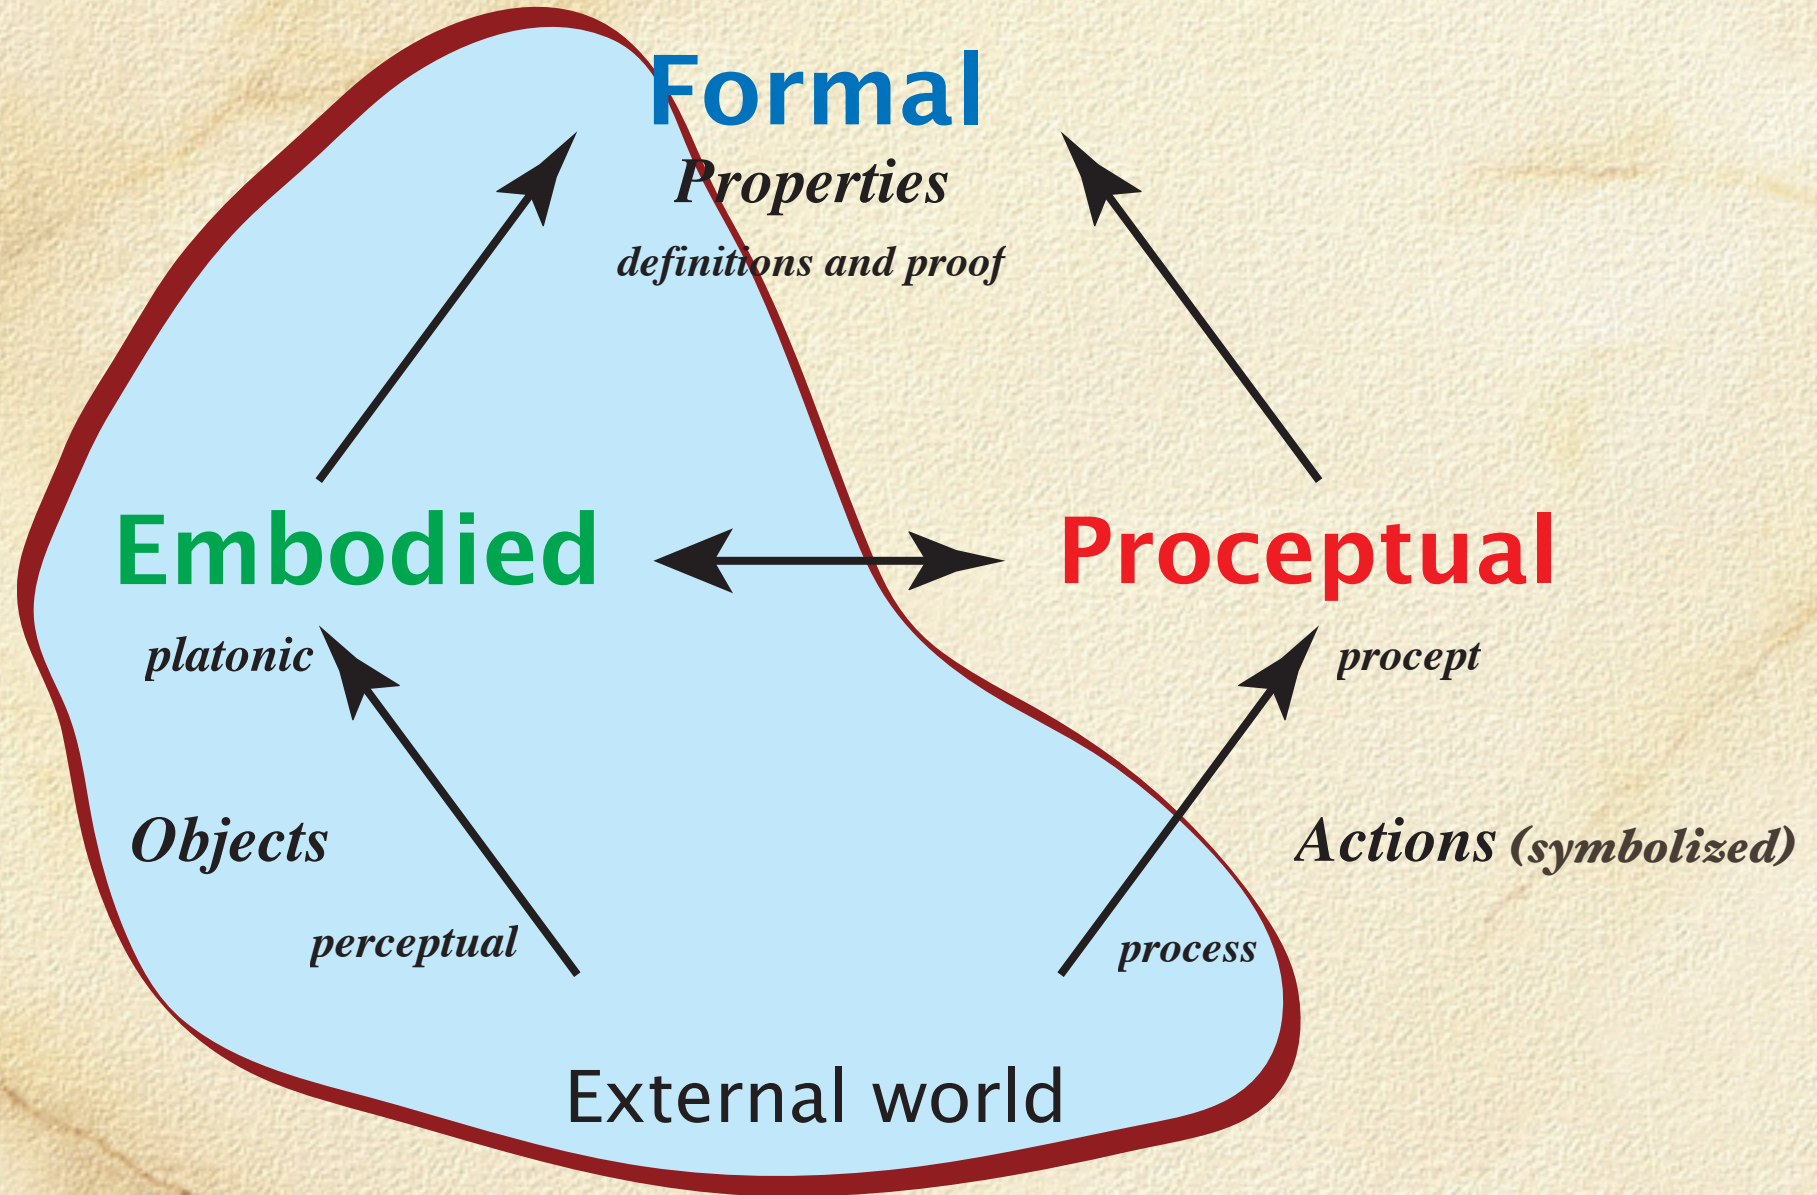 Formal
Properties
definitions and proof
Embodied
Proceptual
platonic
procept
Objects
Actions (symbolized)
perceptual
process
External world